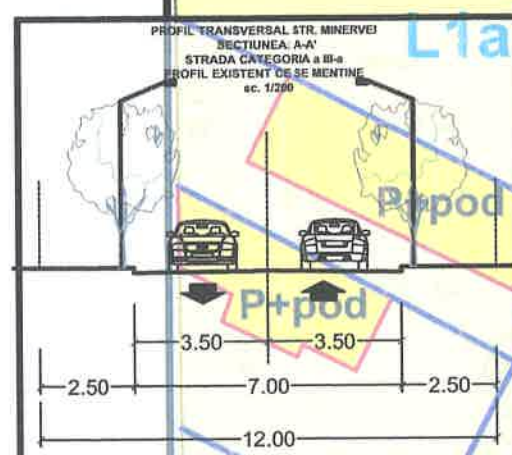 PROFIL TRANSVERSAL STR. MINERVEI
SECTIUNEA: A-A'
STRADA CATEGORIA a III-a
PROFIL EXISTENT CE SE MENTINE
sc. 1/200
L1a
P+pod
P+pod
3.50
3.50
2.50
7.00
2.50
12.00